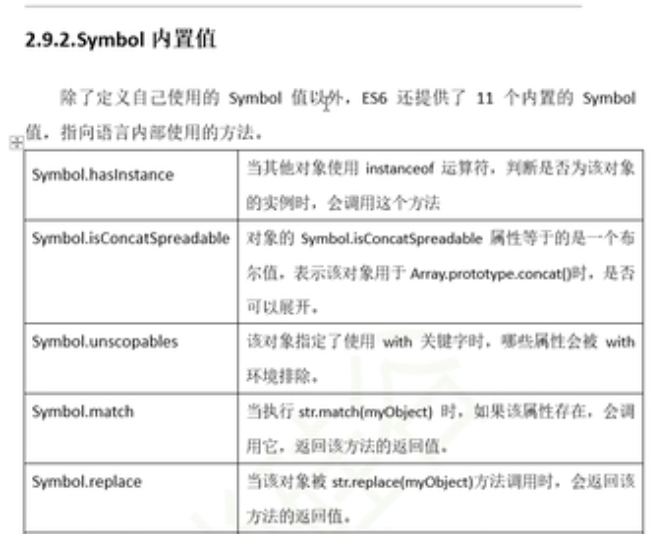 2.9.2.Symbol 内置值
除了定义自己使用的 Symbol 值以外，ES6 还提供了 11 个内置的 Symbol
值，指向语言内部使用的方法。
Symbol.hasInstance
当其他对象使用 instanceof 运算符，判断是否为该对象
的实例时，会调用这个方法
Symbol.isConcatSpreadable
对象的 Symbol.isConcatSpreadable 属性等于的是一个布
尔值，表示该对象用于 Array.prototype.concat()时，是否
可以展开。
Symbol.unscopables
该对象指定了使用 with 关键字时，哪些属性会被 with
环境排除。
Symbol.match
当执行 str.match(myObject) 时，如果该属性存在，会调
用它，返回该方法的返回值。
Symbol.replace
当该对象被 str.replace(myObject)方法调用时，会返回该
方法的返回值。